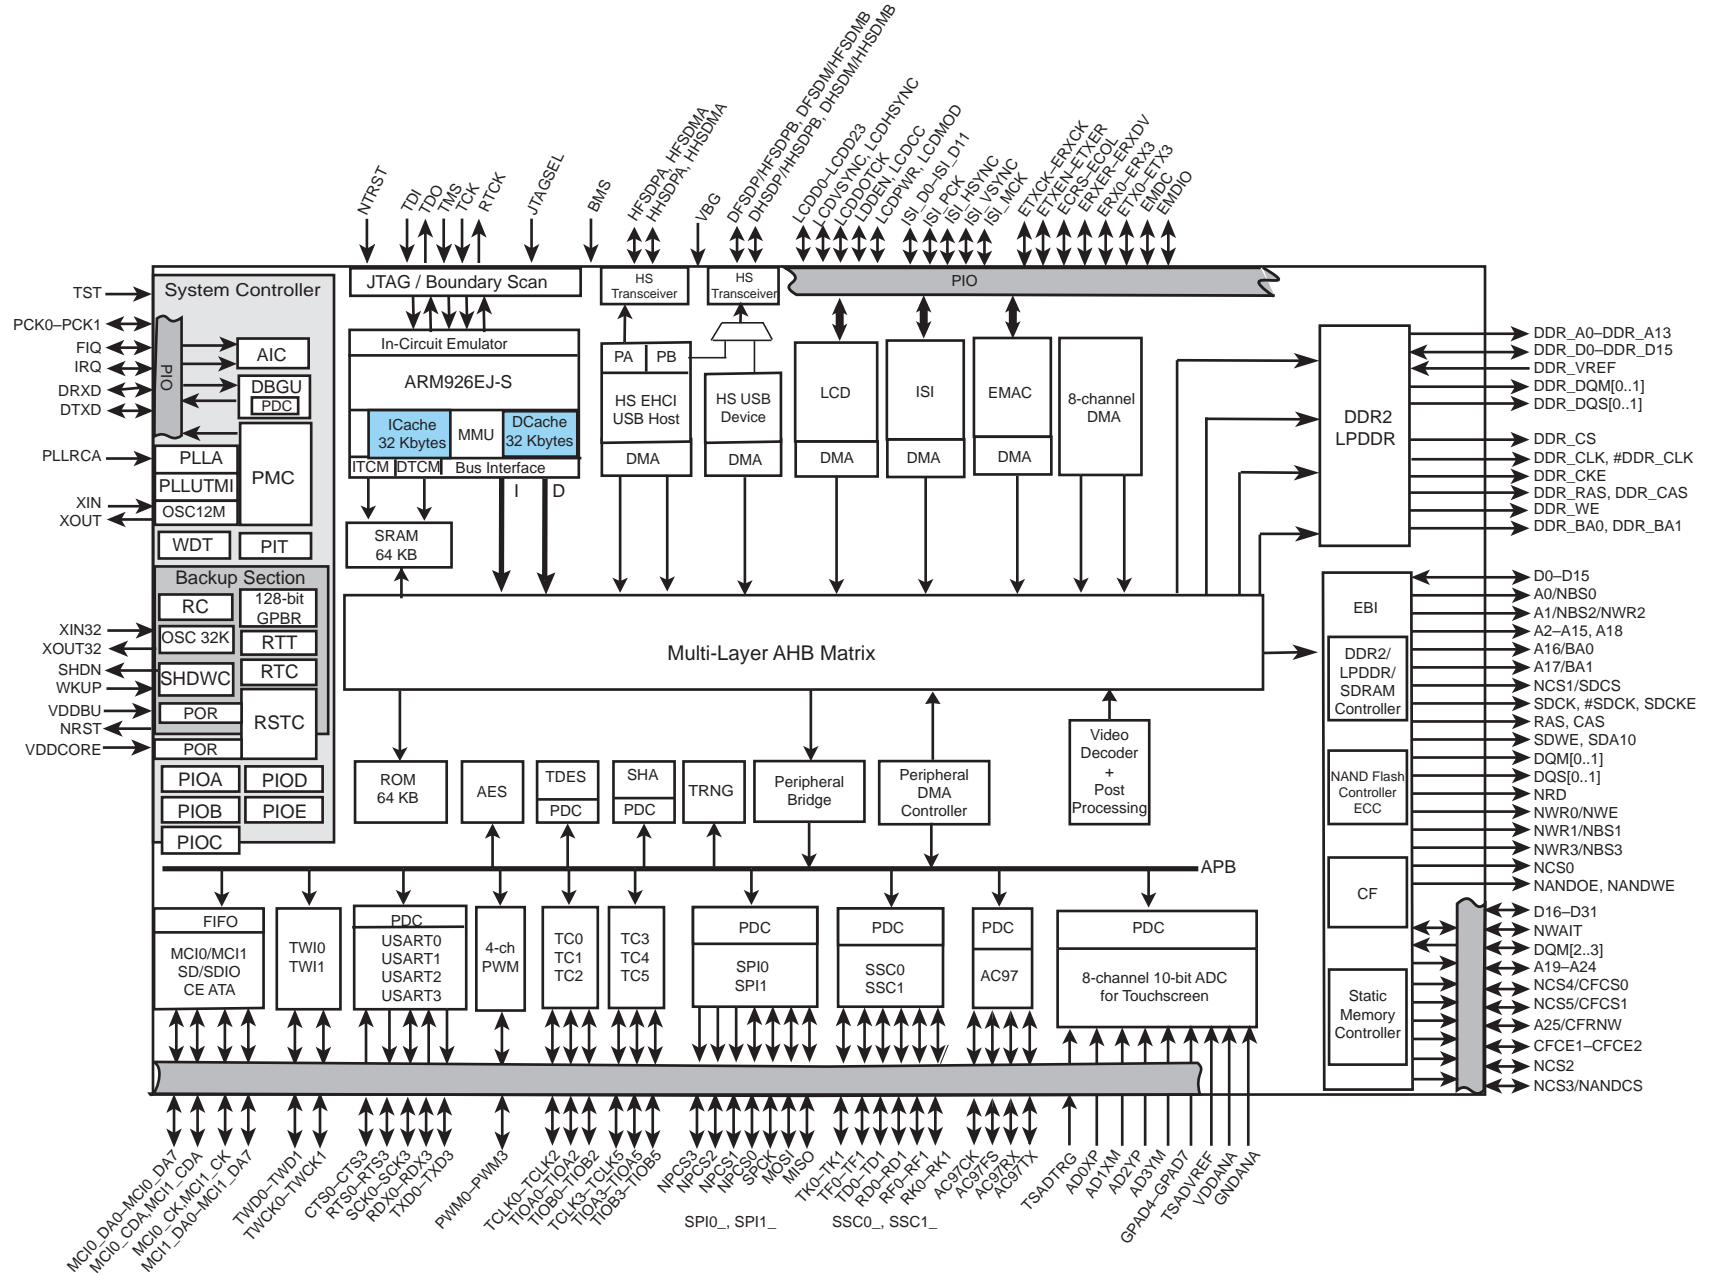 NTRST
TDI
TDO
TMS
TCK
RTCK
JTAGSEL
BMS
HFSDPA, HFSDMA
HHSDPA, HHSDMA
VBG
DFSDP/HFSDPB, DFSDM/HFSDMB
DHSDP/HHSDPB, DHSDM/HHSDMB
LCDD0–LCDD23
LCDVSYNC, LCDHSYNC
LCDDOTCK
LDDEN, LCDCC
LCDPWR, LCDMOD
ISI_D0–ISI_D11
ISI_PCK
ISI_HSYNC
ISI_VSYNC
ISI_MCK
ETXCK-ERXCK
ETXEN-ETXER
ECRS-ECOL
ERXER-ERXDV
ERX0-ERX3
ETX0-ETX3
EMDC
EMDIO
TST
PCK0–PCK1
FIQ
IRQ
DRXD
DTXD
PLLRCA
XIN
XOUT
XIN32
XOUT32
SHDN
WKUP
VDDBU
NRST
VDDCORE
System Controller
PIO
AIC
DBGU
PDC
PLLA
PLLUTMI
OSC12M
PMC
WDT
PIT
Backup Section
RC
128-bit
GPBR
OSC 32K
RTT
SHDWC
RTC
POR
RSTC
POR
PIOA
PIOD
PIOB
PIOE
PIOC
JTAG / Boundary Scan
In-Circuit Emulator
ARM926EJ-S
ICache
32 Kbytes
MMU
DCache
32 Kbytes
ITCM
DTCM
Bus Interface
I
D
SRAM
64 KB
HS
Transceiver
HS
Transceiver
PIO
PA
PB
HS EHCI
USB Host
DMA
HS USB
Device
DMA
LCD
DMA
ISI
DMA
EMAC
DMA
8-channel
DMA
DDR2
LPDDR
DDR_A0–DDR_A13
DDR_D0–DDR_D15
DDR_VREF
DDR_DQM[0..1]
DDR_DQS[0..1]
DDR_CS
DDR_CLK, #DDR_CLK
DDR_CKE
DDR_RAS, DDR_CAS
DDR_WE
DDR_BA0, DDR_BA1
Multi-Layer AHB Matrix
EBI
DDR2/
LPDDR/
SDRAM
Controller
NAND Flash
Controller
ECC
CF
Static
Memory
Controller
D0–D15
A0/NBS0
A1/NBS2/NWR2
A2–A15, A18
A16/BA0
A17/BA1
NCS1/SDCS
SDCK, #SDCK, SDCKE
RAS, CAS
SDWE, SDA10
DQM[0..1]
DQS[0..1]
NRD
NWR0/NWE
NWR1/NBS1
NWR3/NBS3
NCS0
NANDOE, NANDWE
D16–D31
NWAIT
DQM[2..3]
A19–A24
NCS4/CFCS0
NCS5/CFCS1
A25/CFRNW
CFCE1–CFCE2
NCS2
NCS3/NANDCS
ROM
64 KB
AES
TDES
PDC
SHA
PDC
TRNG
Peripheral
Bridge
Peripheral
DMA
Controller
Video
Decoder
+
Post
Processing
APB
FIFO
MCI0/MCI1
SD/SDIO
CE ATA
TWI0
TWI1
PDC
USART0
USART1
USART2
USART3
4-ch
PWM
TC0
TC1
TC2
TC3
TC4
TC5
PDC
SPI0
SPI1
PDC
SSC0
SSC1
PDC
AC97
PDC
8-channel 10-bit ADC
for Touchscreen
MCI0_DA0–MCI0_DA7
MCI0_CDA,MCI1_CDA
MCI0_CK,MCI1_CK
MCI1_DA0–MCI1_DA7
TWD0–TWD1
TWCK0–TWCK1
CTS0–CTS3
RTS0–RTS3
SCK0–SCK3
RDX0–RDX3
TXD0–TXD3
PWM0–PWM3
TCLK0–TCLK2
TIOA0–TIOA2
TIOB0–TIOB2
TCLK3–TCLK5
TIOA3–TIOA5
TIOB3–TIOB5
NPCS3
NPCS2
NPCS1
NPCS0
SPCK
MOSI
MISO
TK0–TK1
TF0–TF1
TD0–TD1
RD0–RD1
RF0–RF1
RK0–RK1
AC97CK
AC97FS
AC97RX
AC97TX
TSADTRG
AD0XP
AD1XM
AD2YP
AD3YM
GPAD4–GPAD7
TSADVREF
VDDANA
GNDANA
SPI0_, SPI1_
SSC0_, SSC1_